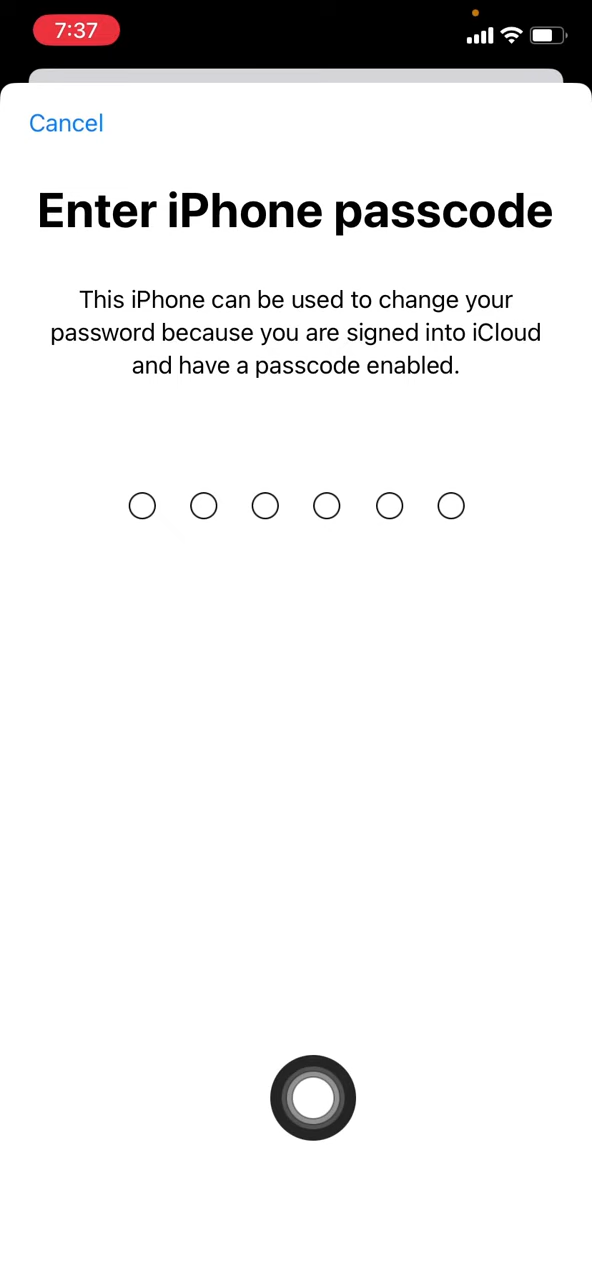 7:37
Cancel
Enter iPhone passcode
This iPhone can be used to change your
password because you are signed into iCloud
and have a passcode enabled.